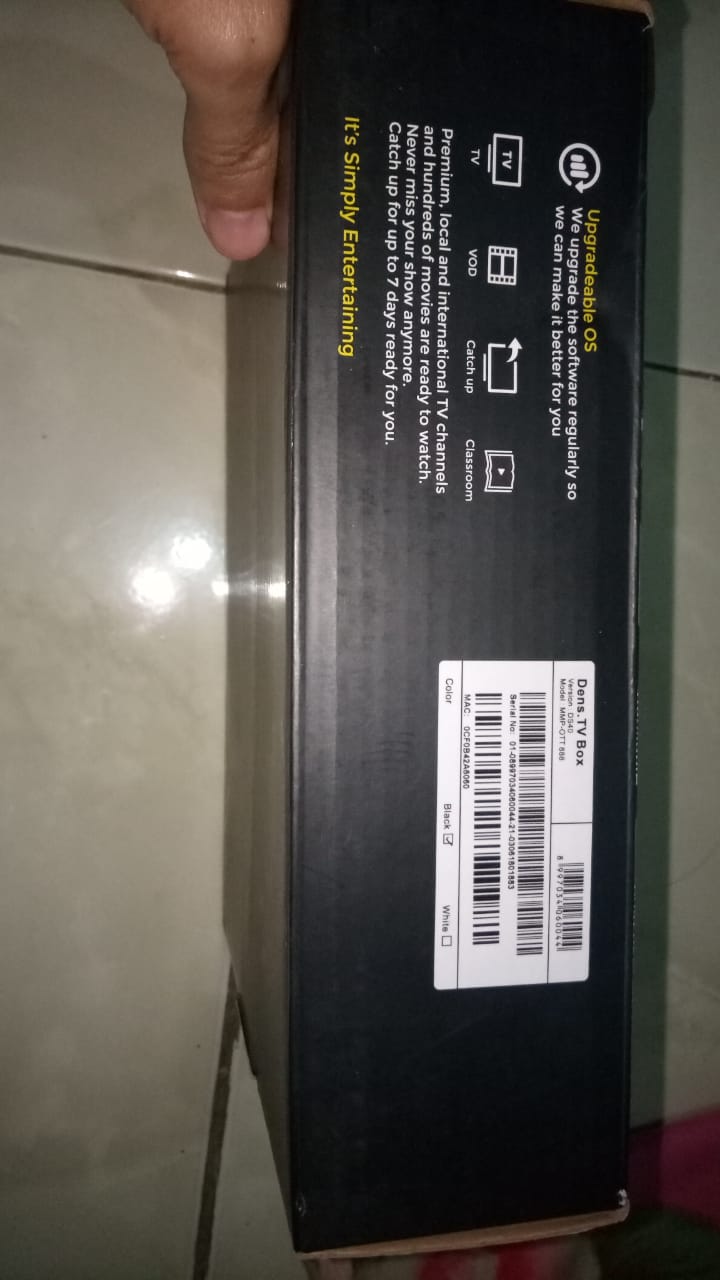 Upgradeable OS
We upgrade the software regularly so
we can make it better for you
TV
TV
VOD
Catch up
Classroom
Premium, local and international TV channels
and hundreds of movies are ready to watch.
Never miss your show anymore.
Catch up for up to 7 days ready for you.
It's Simply Entertaining
Dens.TV Box
Version : DS40
Model : MMP-OTT 888
8 997034 060044
Serial No: 01-08997034060044-21-03061801883
MAC: 0CF0B42A6060
Color Black White